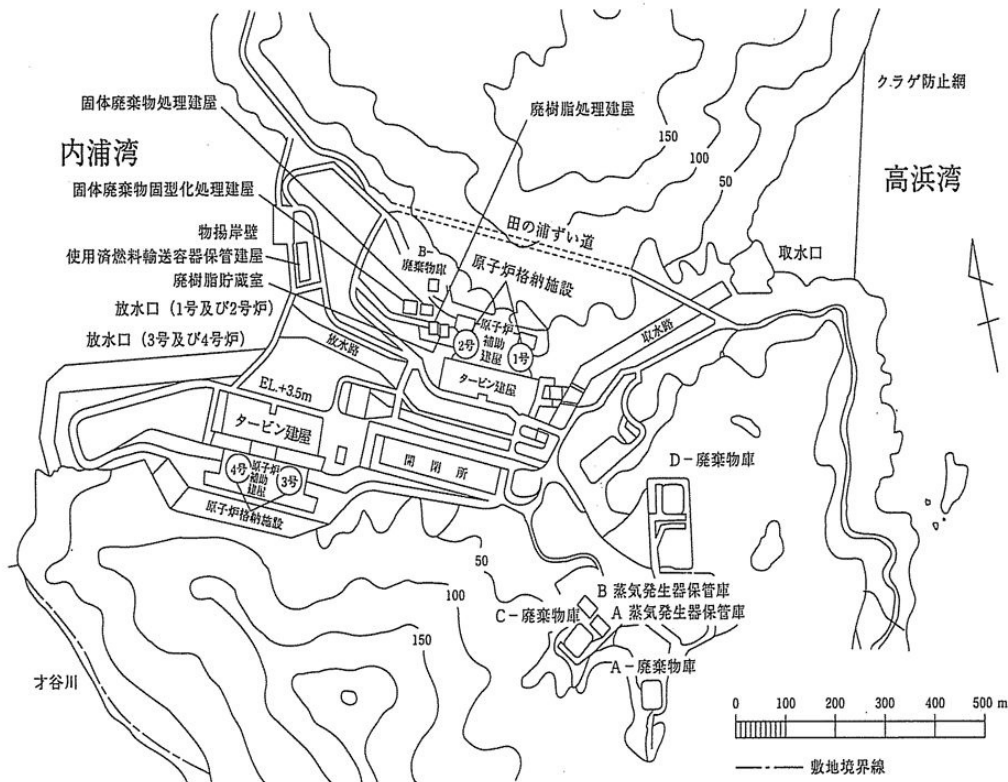 クラゲ防止網
固体廃棄物処理建屋
廃樹脂処理建屋
150
内浦湾
100
高浜湾
固体廃棄物固型化処理建屋
50
田の浦ずい道
物揚岸壁
B-
廃棄物庫
取水口
使用済燃料輸送容器保管建屋
原子炉格納施設
廃樹脂貯蔵室
放水口（1号及び2号炉）
原子炉
補助
建屋
2号
1号
取水路
放水口（3号及び4号炉）
放水路
タービン建屋
EL.+3.5m
タービン建屋
開閉所
D-廃棄物庫
4号
原子炉
補助
建屋
3号
原子炉格納施設
50
100
150
B 蒸気発生器保管庫
C-廃棄物庫
A 蒸気発生器保管庫
A-廃棄物庫
才谷川
0 100 200 300 400 500 m
敷地境界線